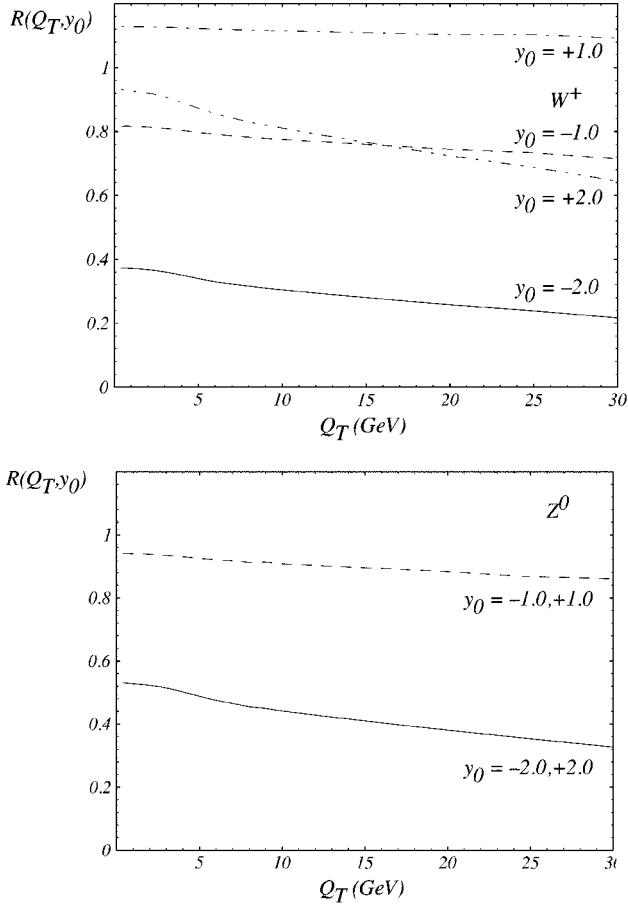 R(Q_T,y_0)
1
0.8
0.6
0.4
0.2
0
y_0 = +1.0
W^+
y_0 = −1.0
y_0 = +2.0
y_0 = −2.0
5 10 15 20 25 30
Q_T (GeV)
R(Q_T,y_0)
1
0.8
0.6
0.4
0.2
0
Z^0
y_0 = −1.0,+1.0
y_0 = −2.0,+2.0
5 10 15 20 25 30
Q_T (GeV)